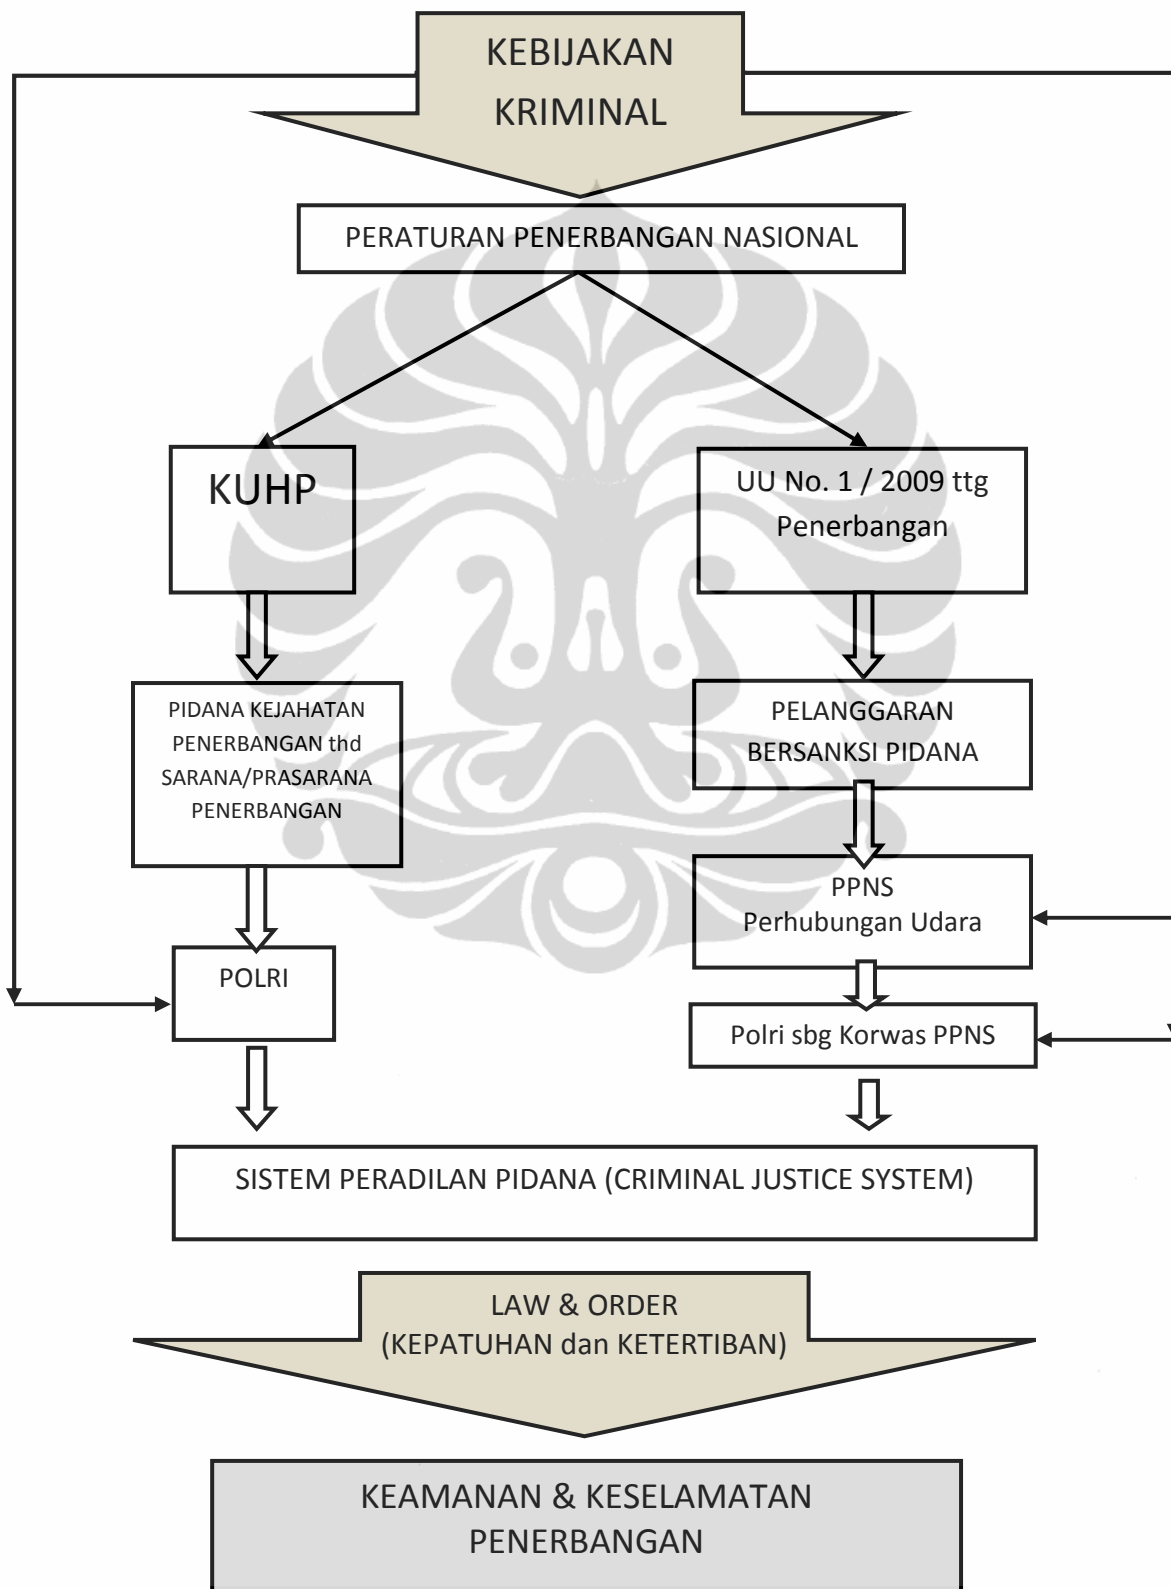 KEBIJAKAN
KRIMINAL
PERATURAN PENERBANGAN NASIONAL
KUHP
UU No. 1 / 2009 ttg
Penerbangan
PIDANA KEJAHATAN
PENERBANGAN thd
SARANA/PRASARANA
PENERBANGAN
PELANGGARAN
BERSANKSI PIDANA
PPNS
Perhubungan Udara
POLRI
Polri sbg Korwas PPNS
SISTEM PERADILAN PIDANA (CRIMINAL JUSTICE SYSTEM)
LAW & ORDER
(KEPATUHAN dan KETERTIBAN)
KEAMANAN & KESELAMATAN
PENERBANGAN